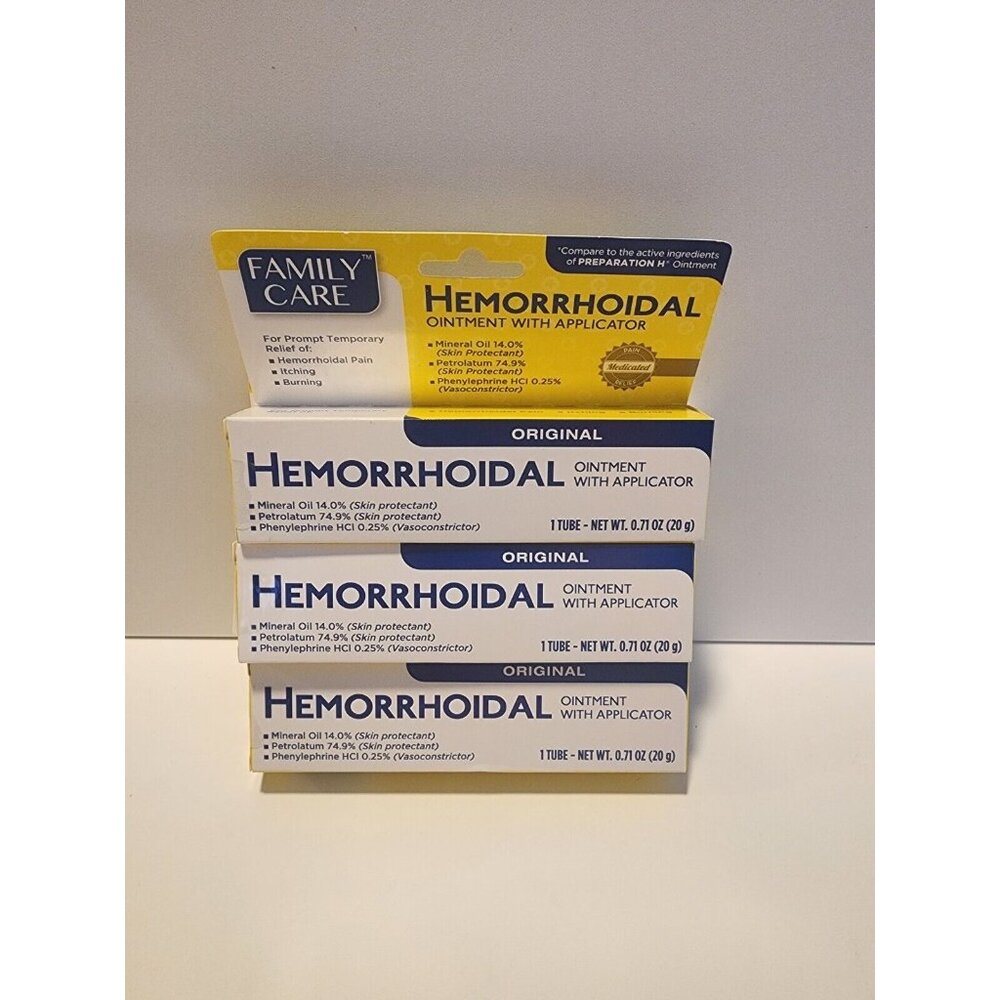 FAMILY™
CARE
For Prompt Temporary
Relief of:
▪ Hemorrhoidal Pain
▪ Itching
▪ Burning
*Compare to the active ingredients
of PREPARATION H® Ointment
HEMORRHOIDAL
OINTMENT WITH APPLICATOR
▪ Mineral Oil 14.0%
(Skin Protectant)
▪ Petrolatum 74.9%
(Skin Protectant)
▪ Phenylephrine HCl 0.25%
(Vasoconstrictor)
PAIN
Medicated
RELIEF
ORIGINAL
HEMORRHOIDAL OINTMENT
WITH APPLICATOR
▪ Mineral Oil 14.0% (Skin protectant)
▪ Petrolatum 74.9% (Skin protectant)
▪ Phenylephrine HCl 0.25% (Vasoconstrictor)
1 TUBE - NET WT. 0.71 OZ (20 g)
ORIGINAL
HEMORRHOIDAL OINTMENT
WITH APPLICATOR
▪ Mineral Oil 14.0% (Skin protectant)
▪ Petrolatum 74.9% (Skin protectant)
▪ Phenylephrine HCl 0.25% (Vasoconstrictor)
1 TUBE - NET WT. 0.71 OZ (20 g)
ORIGINAL
HEMORRHOIDAL OINTMENT
WITH APPLICATOR
▪ Mineral Oil 14.0% (Skin protectant)
▪ Petrolatum 74.9% (Skin protectant)
▪ Phenylephrine HCl 0.25% (Vasoconstrictor)
1 TUBE - NET WT. 0.71 OZ (20 g)